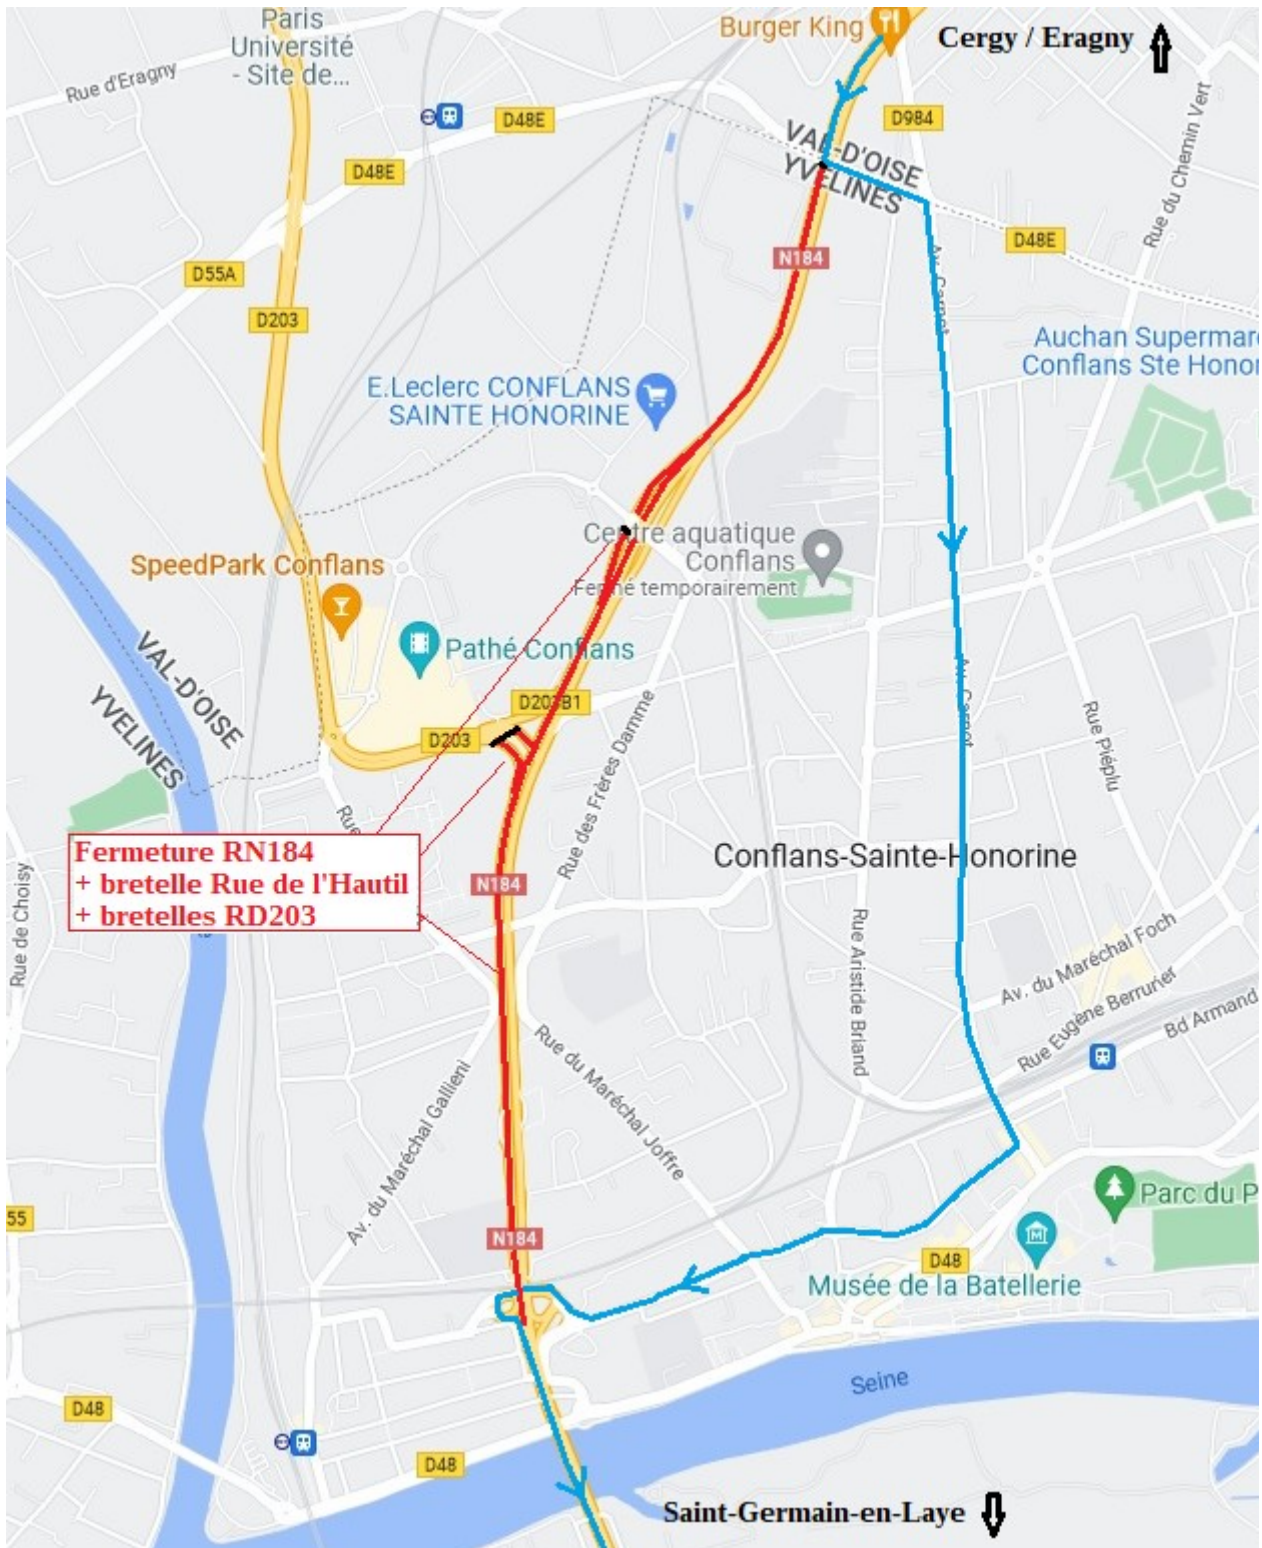 Paris
Université
- Site de...
Burger King
Cergy / Eragny
Rue d'Eragny
D48E
D984
D48E
VAL-D'OISE
YVELINES
Rue du Chemin Vert
D55A
N184
D48E
D203
Av. Carnot
Auchan Supermar
Conflans Ste Honor
E.Leclerc CONFLANS
SAINTE HONORINE
Centre aquatique
Conflans
Fermé temporairement
SpeedPark Conflans
Pathé Conflans
VAL-D'OISE
YVELINES
D203B1
D203
Rue des Frères Damme
Av. Carnot
Rue Piéplu
Rue
Fermeture RN184
+ bretelle Rue de l'Hautil
+ bretelles RD203
Conflans-Sainte-Honorine
N184
Rue de Choisy
Rue Aristide Briand
Av. du Maréchal Foch
Rue Eugène Berrurier
Bd Armand
Rue du Maréchal Joffre
Av. du Maréchal Gallieni
Parc du P
55
N184
D48
Musée de la Batellerie
Seine
D48
D48
Saint-Germain-en-Laye